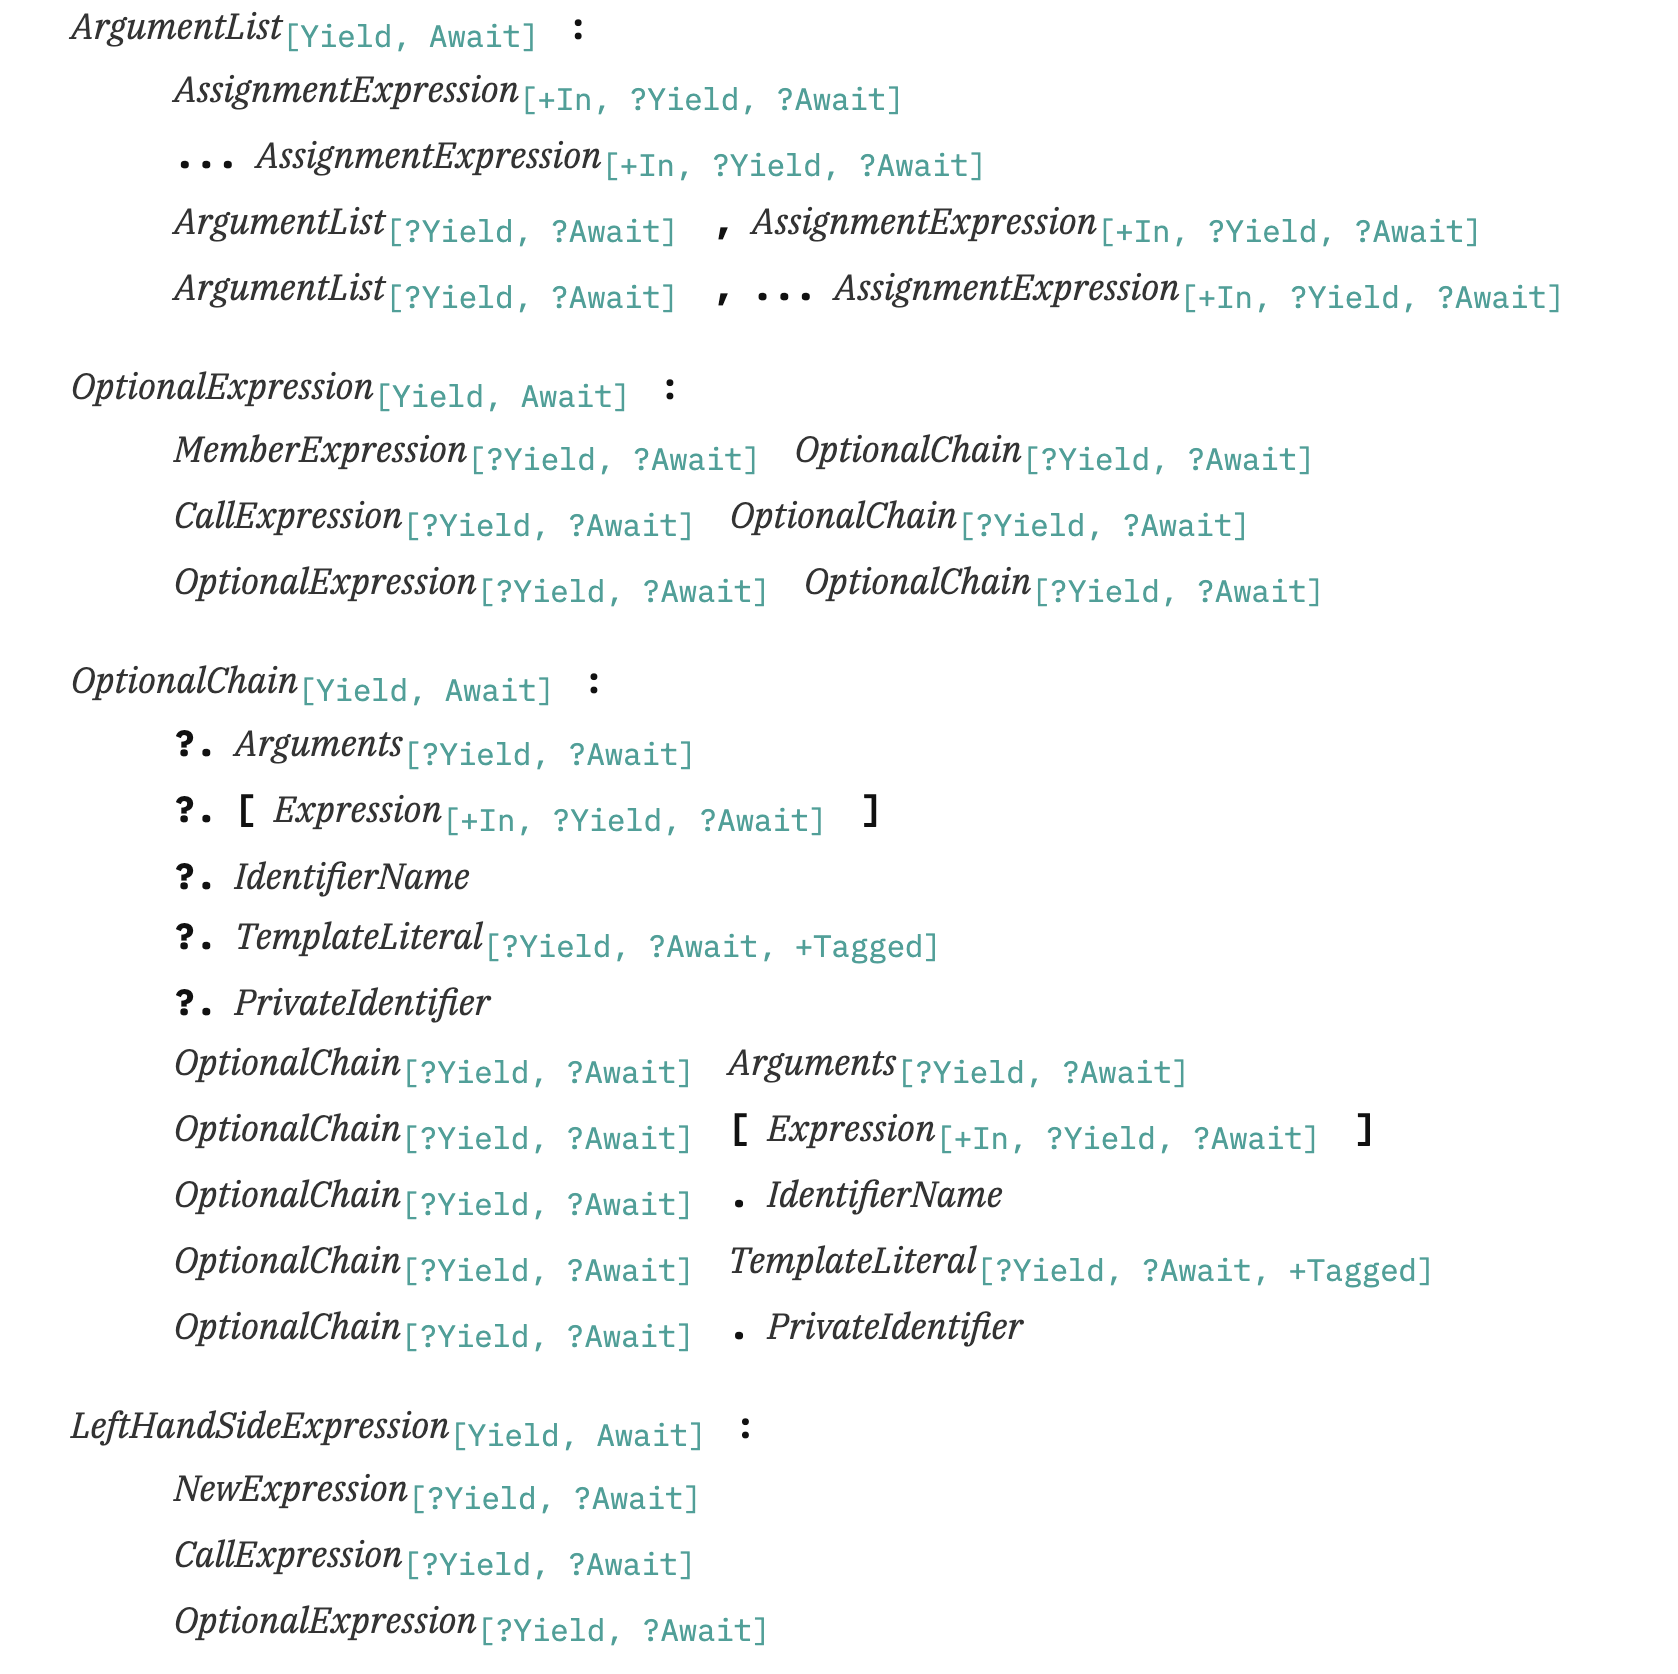 ArgumentList[Yield, Await] :
AssignmentExpression[+In, ?Yield, ?Await]
... AssignmentExpression[+In, ?Yield, ?Await]
ArgumentList[?Yield, ?Await] , AssignmentExpression[+In, ?Yield, ?Await]
ArgumentList[?Yield, ?Await] , ... AssignmentExpression[+In, ?Yield, ?Await]
OptionalExpression[Yield, Await] :
MemberExpression[?Yield, ?Await] OptionalChain[?Yield, ?Await]
CallExpression[?Yield, ?Await] OptionalChain[?Yield, ?Await]
OptionalExpression[?Yield, ?Await] OptionalChain[?Yield, ?Await]
OptionalChain[Yield, Await] :
?. Arguments[?Yield, ?Await]
?. [ Expression[+In, ?Yield, ?Await] ]
?. IdentifierName
?. TemplateLiteral[?Yield, ?Await, +Tagged]
?. PrivateIdentifier
OptionalChain[?Yield, ?Await] Arguments[?Yield, ?Await]
OptionalChain[?Yield, ?Await] [ Expression[+In, ?Yield, ?Await] ]
OptionalChain[?Yield, ?Await] . IdentifierName
OptionalChain[?Yield, ?Await] TemplateLiteral[?Yield, ?Await, +Tagged]
OptionalChain[?Yield, ?Await] . PrivateIdentifier
LeftHandSideExpression[Yield, Await] :
NewExpression[?Yield, ?Await]
CallExpression[?Yield, ?Await]
OptionalExpression[?Yield, ?Await]